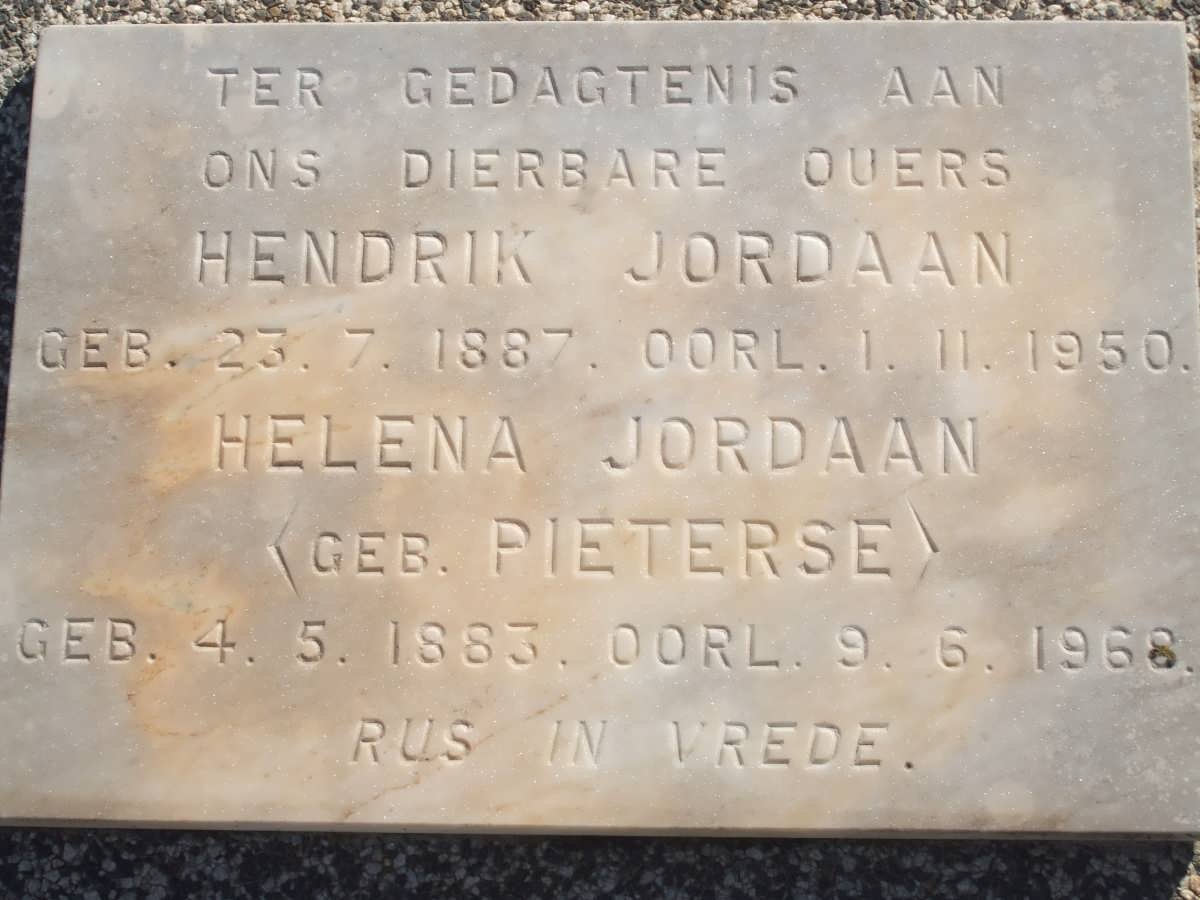 TER GEDAGTENIS AAN
ONS DIERBARE OUERS
HENDRIK JORDAAN
GEB. 23. 7. 1887. OORL. 1. 11. 1950.
HELENA JORDAAN
<GEB. PIETERSE>
GEB. 4. 5. 1883. OORL. 9. 6. 1968.
RUS IN VREDE.